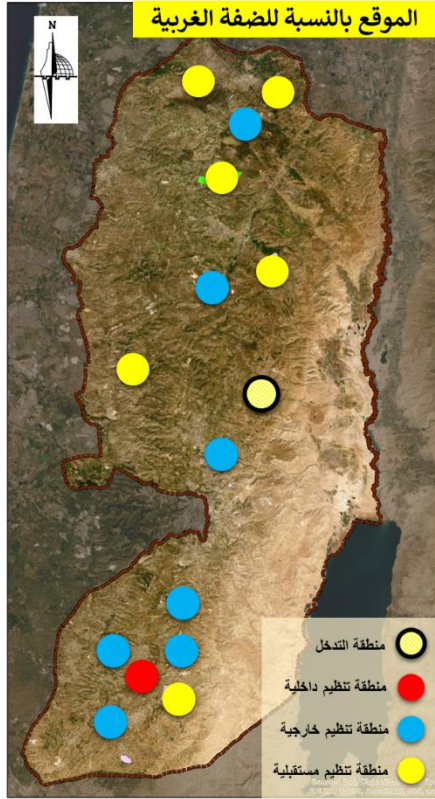 الموقع بالنسبة للضفة الغربية
N
منطقة التدخل
منطقة تنظيم داخلية
منطقة تنظيم خارجية
منطقة تنظيم مستقبلية